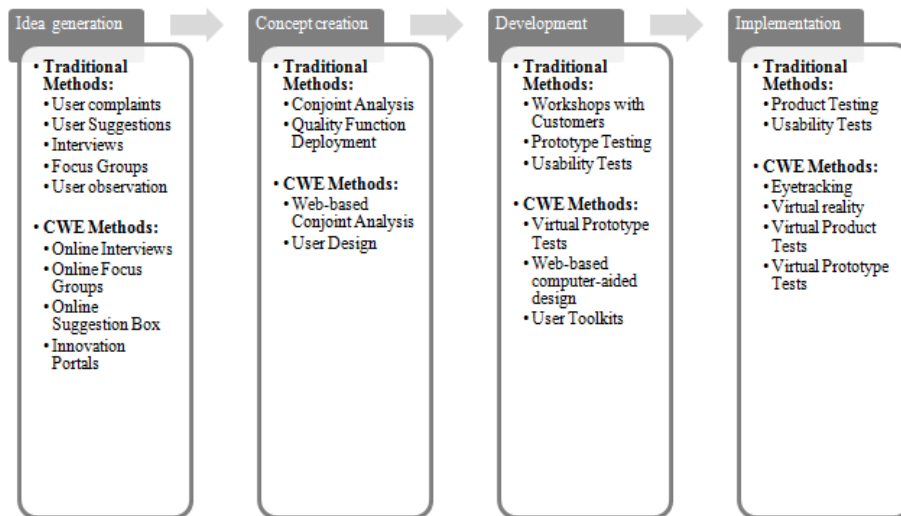 Idea generation
• Traditional
Methods:
• User complaints
• User Suggestions
• Interviews
• Focus Groups
• User observation
• CWE Methods:
• Online Interviews
• Online Focus
Groups
• Online
Suggestion Box
• Innovation
Portals
Concept creation
• Traditional
Methods:
• Conjoint Analysis
• Quality Function
Deployment
• CWE Methods:
• Web-based
Conjoint Analysis
• User Design
Development
• Traditional
Methods:
• Workshops with
Customers
• Prototype Testing
• Usability Tests
• CWE Methods:
• Virtual Prototype
Tests
• Web-based
computer-aided
design
• User Toolkits
Implementation
• Traditional
Methods:
• Product Testing
• Usability Tests
• CWE Methods:
• Eyetracking
• Virtual reality
• Virtual Product
Tests
• Virtual Prototype
Tests